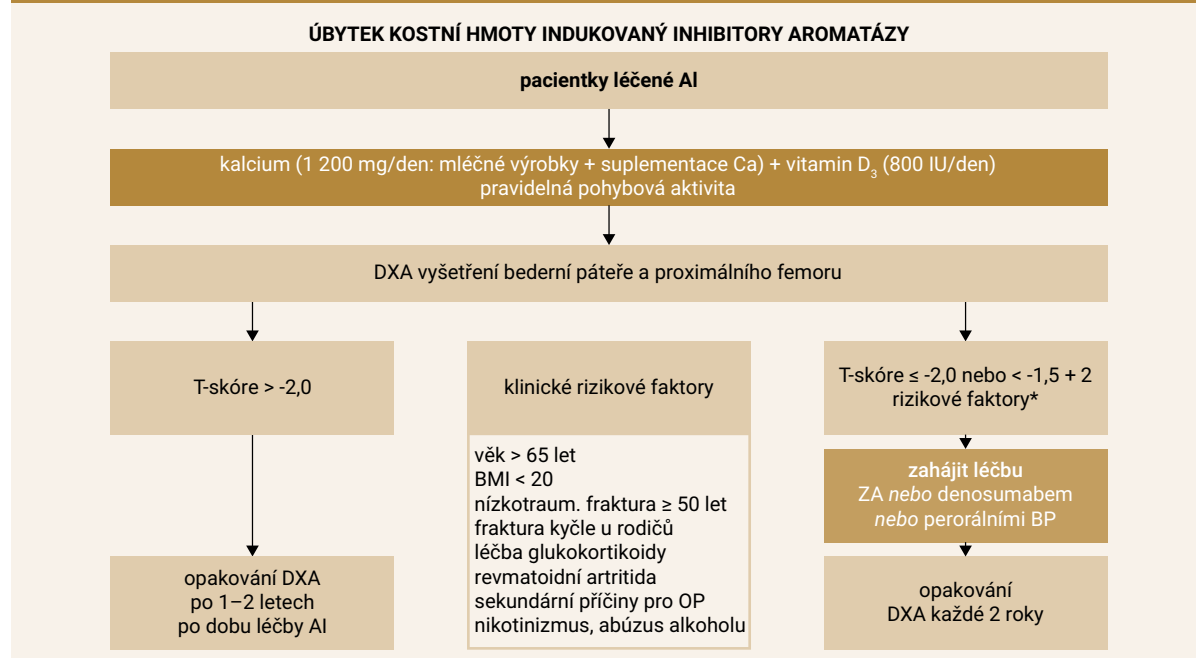 ÚBYTEK KOSTNÍ HMOTY INDUKOVANÝ INHIBITORY AROMATÁZY
pacientky léčené AI
kalcium (1 200 mg/den: mléčné výrobky + suplementace Ca) + vitamin D₃ (800 IU/den)
pravidelná pohybová aktivita
DXA vyšetření bederní páteře a proximálního femoru
T-skóre > -2,0
opakování DXA
po 1–2 letech
po dobu léčby AI
klinické rizikové faktory
věk > 65 let
BMI < 20
nízkotraum. fraktura ≥ 50 let
fraktura kyčle u rodičů
léčba glukokortikoidy
revmatoidní artritida
sekundární příčiny pro OP
nikotinizmus, abúzus alkoholu
T-skóre ≤ -2,0 nebo < -1,5 + 2
rizikové faktory*
zahájit léčbu
ZA nebo denosumabem
nebo perorálními BP
opakování
DXA každé 2 roky